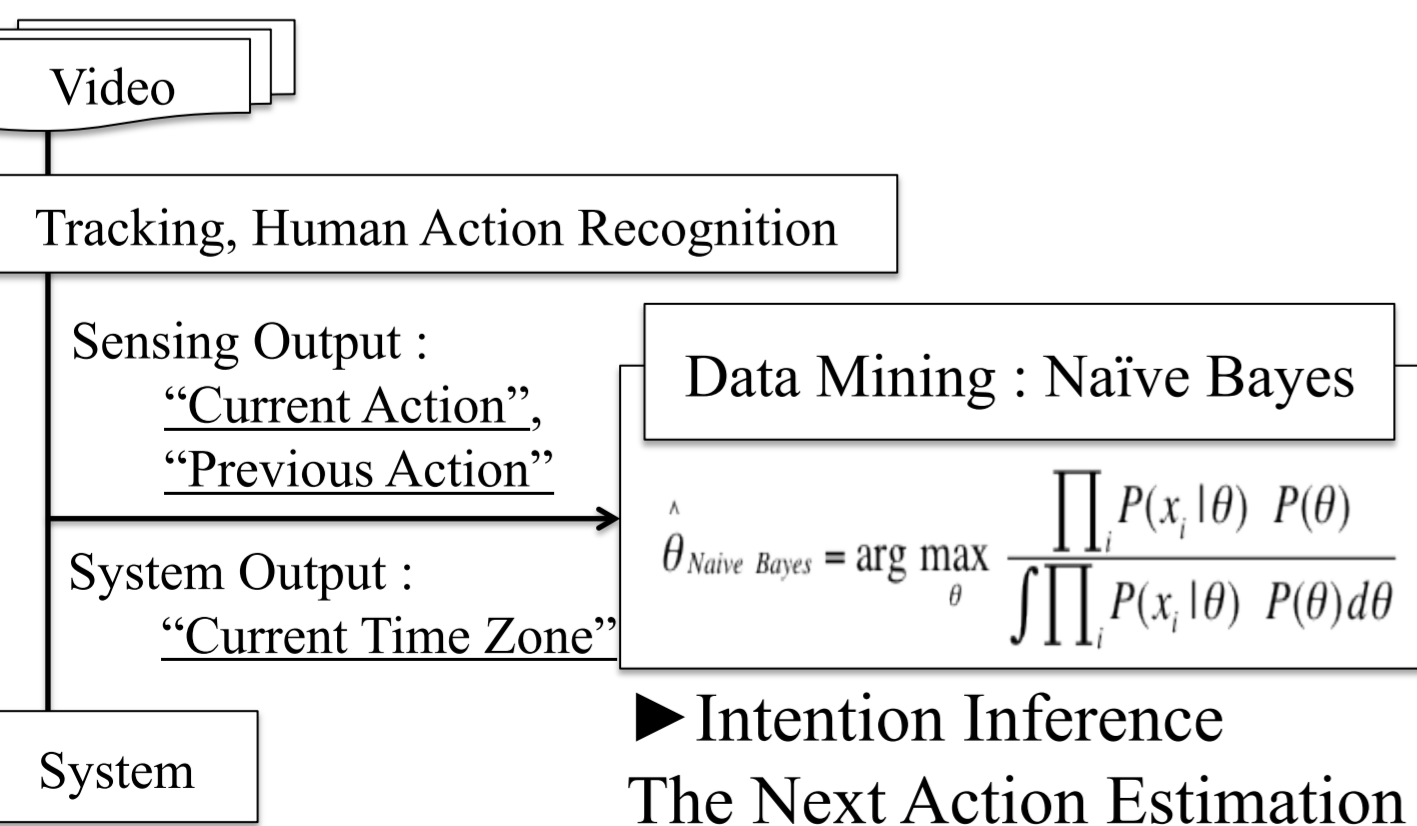 Video
Tracking, Human Action Recognition
Sensing Output :
“Current Action”,
“Previous Action”
System Output :
“Current Time Zone”
System
Data Mining : Naïve Bayes
θ̂ Naive Bayes = arg max θ ∏i P(xi |θ) P(θ) / ∫∏i P(xi |θ) P(θ)dθ
►Intention Inference
The Next Action Estimation